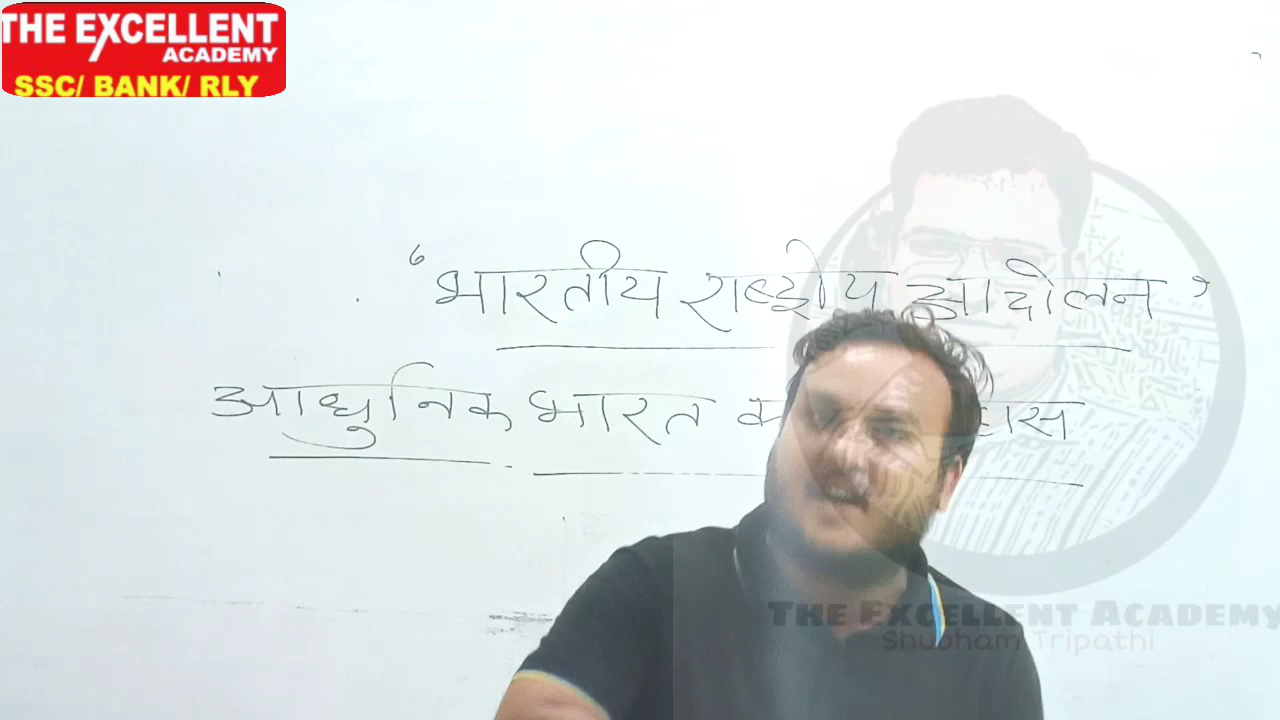 THE EXCELLENT
ACADEMY
SSC/ BANK/ RLY
'भारतीय राष्ट्रीय आंदोलन'
आधुनिक भारत
THE EXCELLENT ACADEMY
Shubham Tripathi